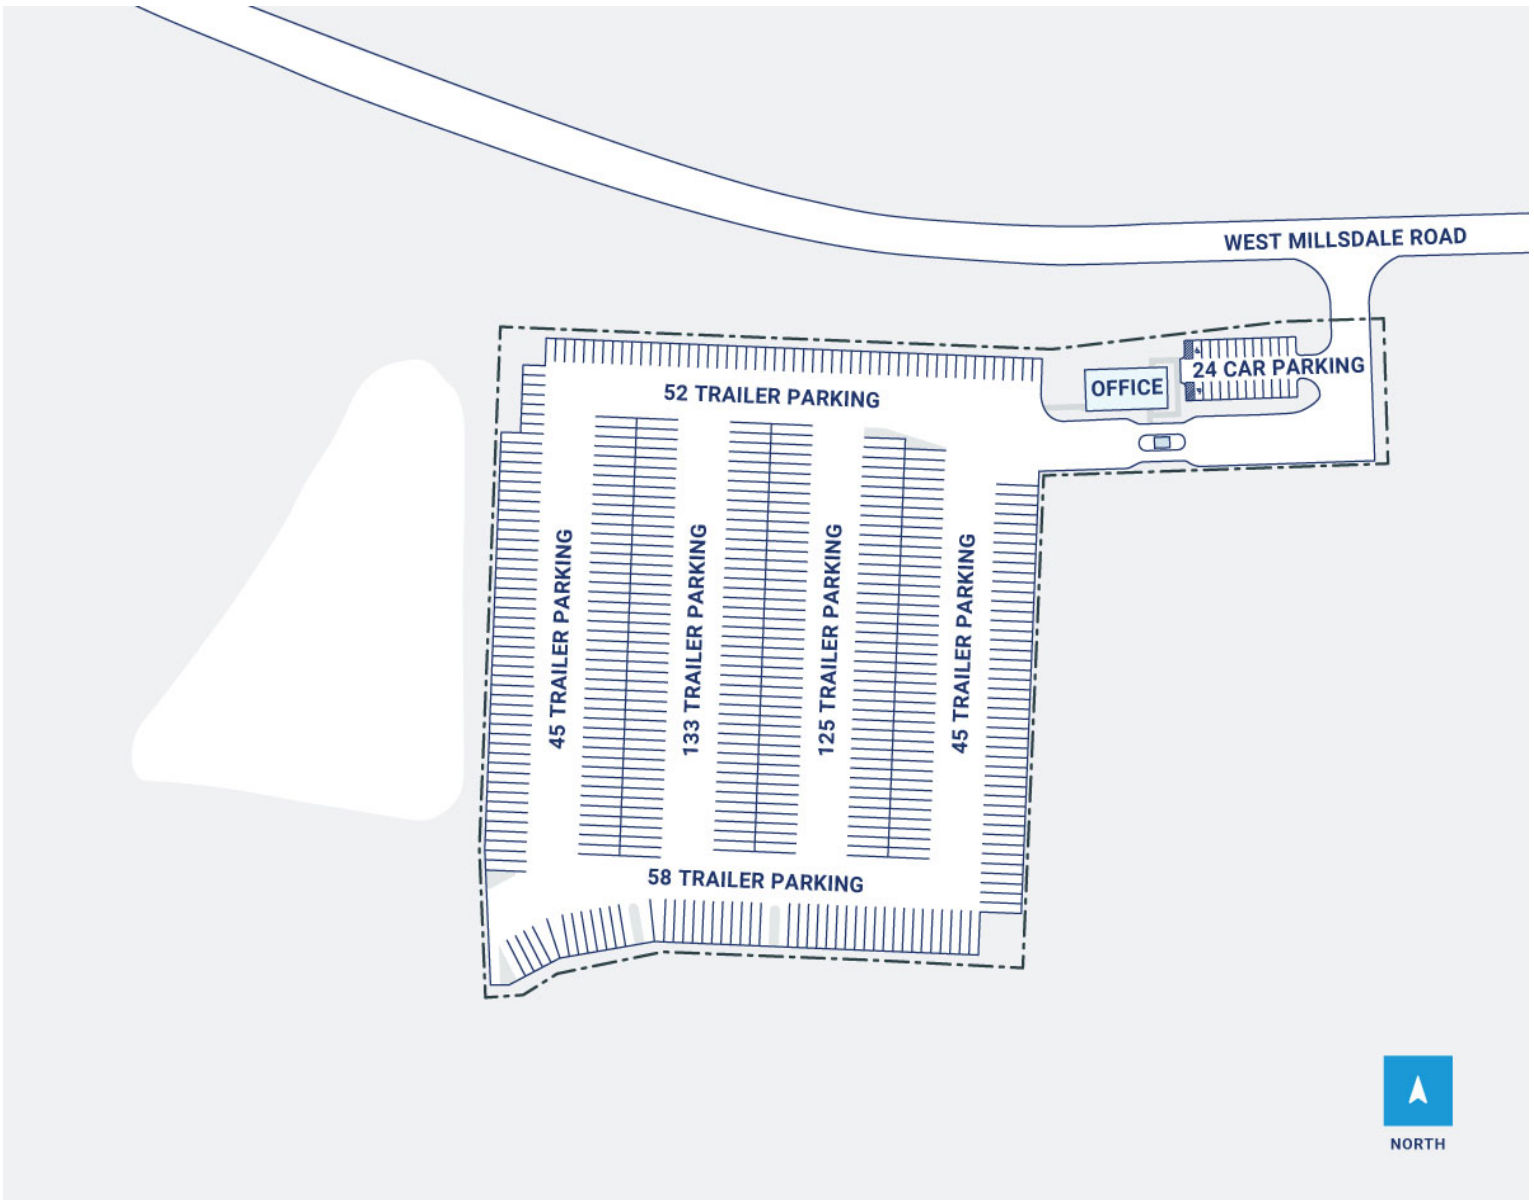 WEST MILLSDALE ROAD
24 CAR PARKING
OFFICE
52 TRAILER PARKING
45 TRAILER PARKING
133 TRAILER PARKING
125 TRAILER PARKING
45 TRAILER PARKING
58 TRAILER PARKING
NORTH